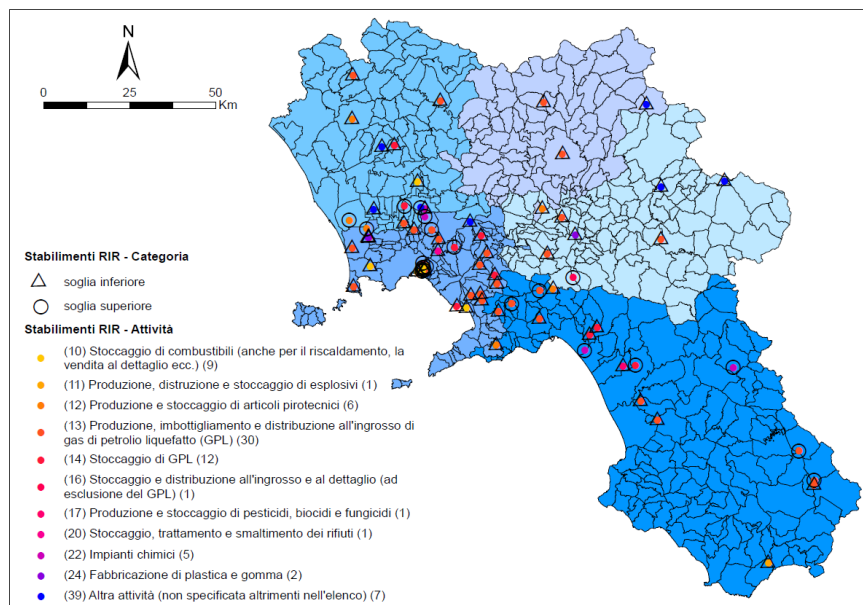 N
0 25 50
Km
Stabilimenti RIR - Categoria
soglia inferiore
soglia superiore
Stabilimenti RIR - Attività
(10) Stoccaggio di combustibili (anche per il riscaldamento, la
vendita al dettaglio ecc.) (9)
(11) Produzione, distruzione e stoccaggio di esplosivi (1)
(12) Produzione e stoccaggio di articoli pirotecnici (6)
(13) Produzione, imbottigliamento e distribuzione all'ingrosso di
gas di petrolio liquefatto (GPL) (30)
(14) Stoccaggio di GPL (12)
(16) Stoccaggio e distribuzione all'ingrosso e al dettaglio (ad
esclusione del GPL) (1)
(17) Produzione e stoccaggio di pesticidi, biocidi e fungicidi (1)
(20) Stoccaggio, trattamento e smaltimento dei rifiuti (1)
(22) Impianti chimici (5)
(24) Fabbricazione di plastica e gomma (2)
(39) Altra attività (non specificata altrimenti nell'elenco) (7)